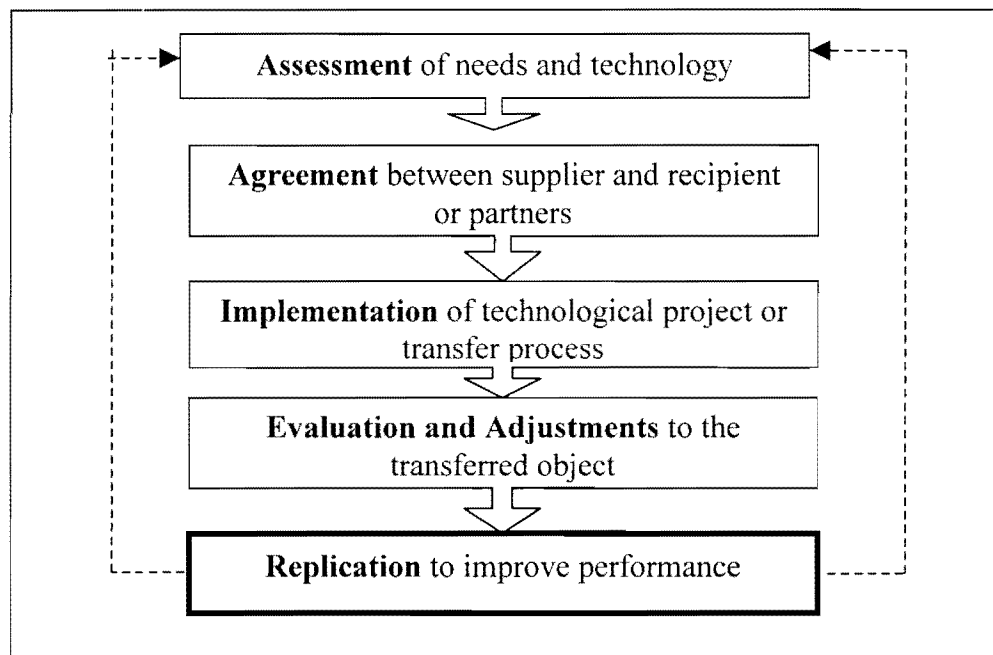 Assessment of needs and technology
Agreement between supplier and recipient
or partners
Implementation of technological project or
transfer process
Evaluation and Adjustments to the
transferred object
Replication to improve performance